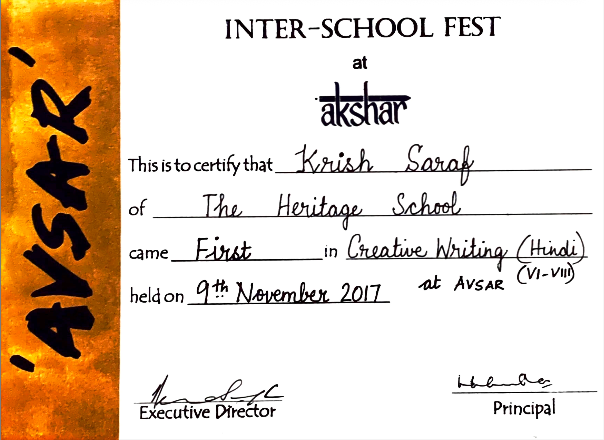 'AVSAR'
INTER-SCHOOL FEST
at
akshar
This is to certify that Krish Saraf
of The Heritage School
came First in Creative Writing (Hindi)
(VI-VIII)
held on 9th November 2017 at AVSAR
Executive Director
Principal